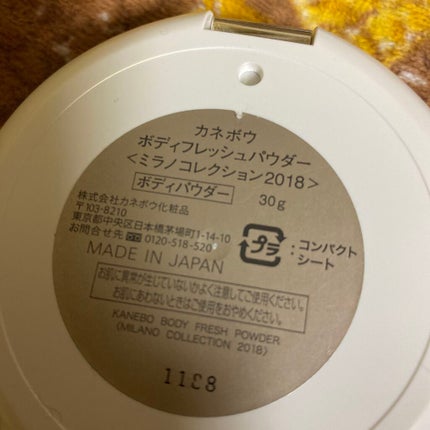 カネボウ
ボディフレッシュパウダー
＜ミラノコレクション2018＞
ボディパウダー 30g
株式会社カネボウ化粧品
〒103-8210
東京都中央区日本橋茅場町1-14-10
お問合せ先 0120-518-520
MADE IN JAPAN
プラ :コンパクト
シート
お肌に異常が生じていないかよく注意してご使用ください。
お肌にあわないときはご使用をおやめください。
KANEBO BODY FRESH POWDER
(MILANO COLLECTION 2018)